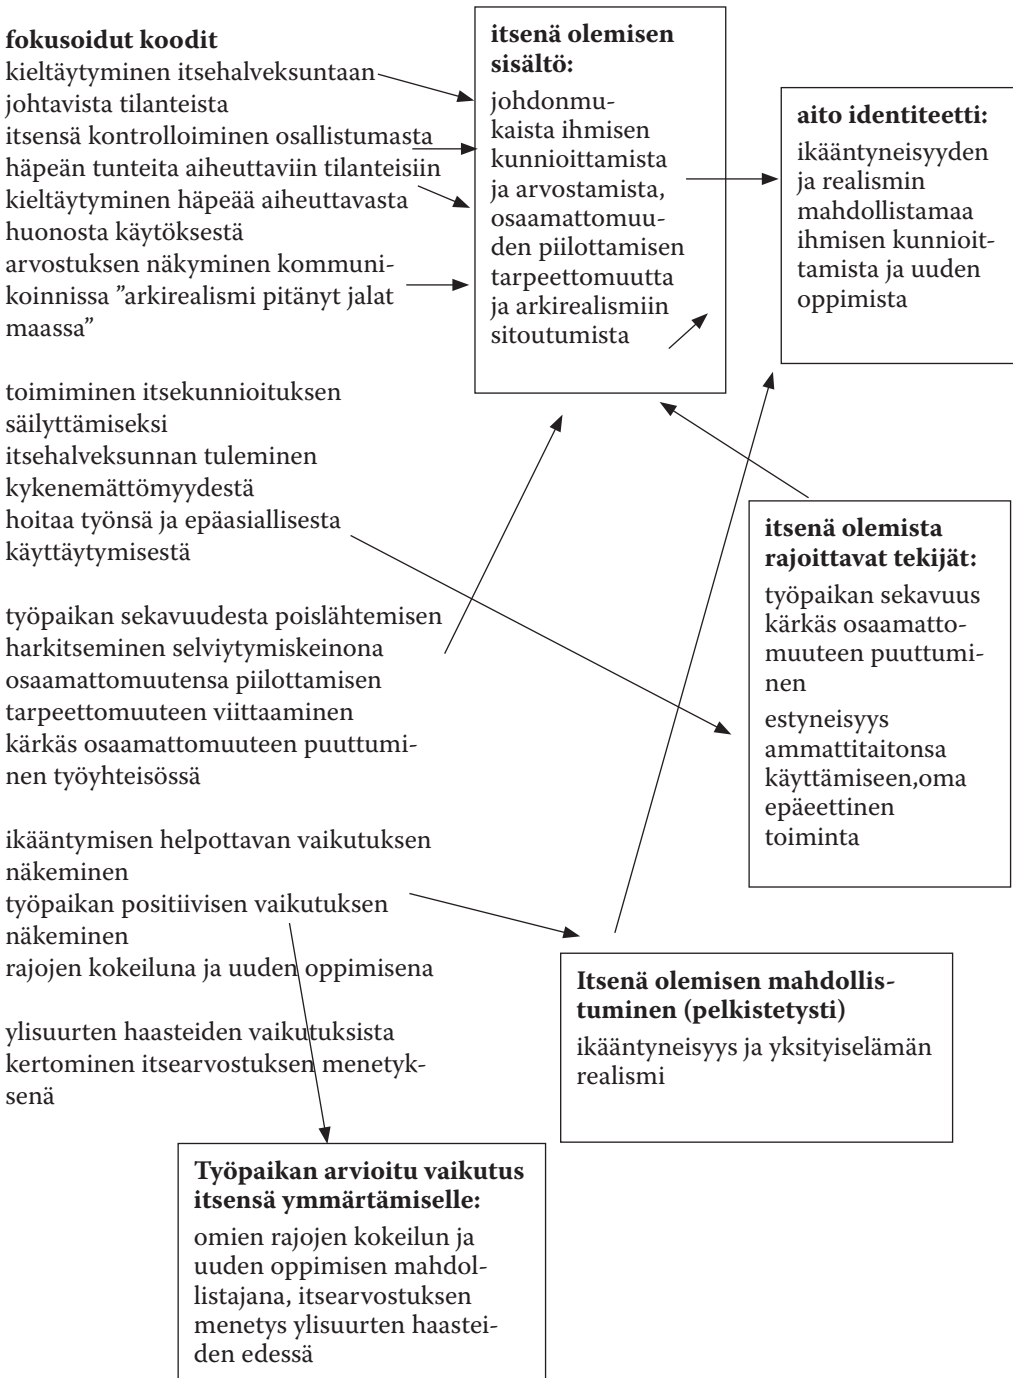 fokusoidut koodit
kieltäytyminen itsehalveksuntaan
johtavista tilanteista
itsensä kontrolloiminen osallistumasta
häpeän tunteita aiheuttaviin tilanteisiin
kieltäytyminen häpeää aiheuttavasta
huonosta käytöksestä
arvostuksen näkyminen kommuni-
koinnissa ”arkirealismi pitänyt jalat
maassa”
toimiminen itsekunnioituksen
säilyttämiseksi
itsehalveksunnan tuleminen
kykenemättömyydestä
hoitaa työnsä ja epäasiallisesta
käyttäytymisestä
työpaikan sekavuudesta poislähtemisen
harkitseminen selviytymiskeinona
osaamattomuutensa piilottamisen
tarpeettomuuteen viittaaminen
kärkäs osaamattomuuteen puuttumi-
nen työyhteisössä
ikääntymisen helpottavan vaikutuksen
näkeminen
työpaikan positiivisen vaikutuksen
näkeminen
rajojen kokeiluna ja uuden oppimisena
ylisuurten haasteiden vaikutuksista
kertominen itsearvostuksen menetyk-
senä
itsenä olemisen
sisältö:
johdonmu-
kaista ihmisen
kunnioittamista
ja arvostamista,
osaamattomuu-
den piilottamisen
tarpeettomuutta
ja arkirealismiin
sitoutumista
aito identiteetti:
ikääntyneisyyden
ja realismin
mahdollistamaa
ihmisen kunnioit-
tamista ja uuden
oppimista
itsenä olemista
rajoittavat tekijät:
työpaikan sekavuus
kärkäs osaamatto-
muuteen puuttumi-
nen
estyneisyys
ammattitaitonsa
käyttämiseen,oma
epäeettinen
toiminta
Itsenä olemisen mahdollis-
tuminen (pelkistetysti)
ikääntyneisyys ja yksityiselämän
realismi
Työpaikan arvioitu vaikutus
itsensä ymmärtämiselle:
omien rajojen kokeilun ja
uuden oppimisen mahdol-
listajana, itsearvostuksen
menetys ylisuurten haastei-
den edessä